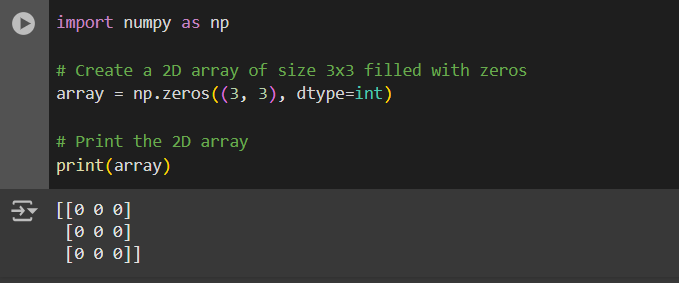 import numpy as np
# Create a 2D array of size 3x3 filled with zeros
array = np.zeros((3, 3), dtype=int)
# Print the 2D array
print(array)
[[0 0 0]
 [0 0 0]
 [0 0 0]]